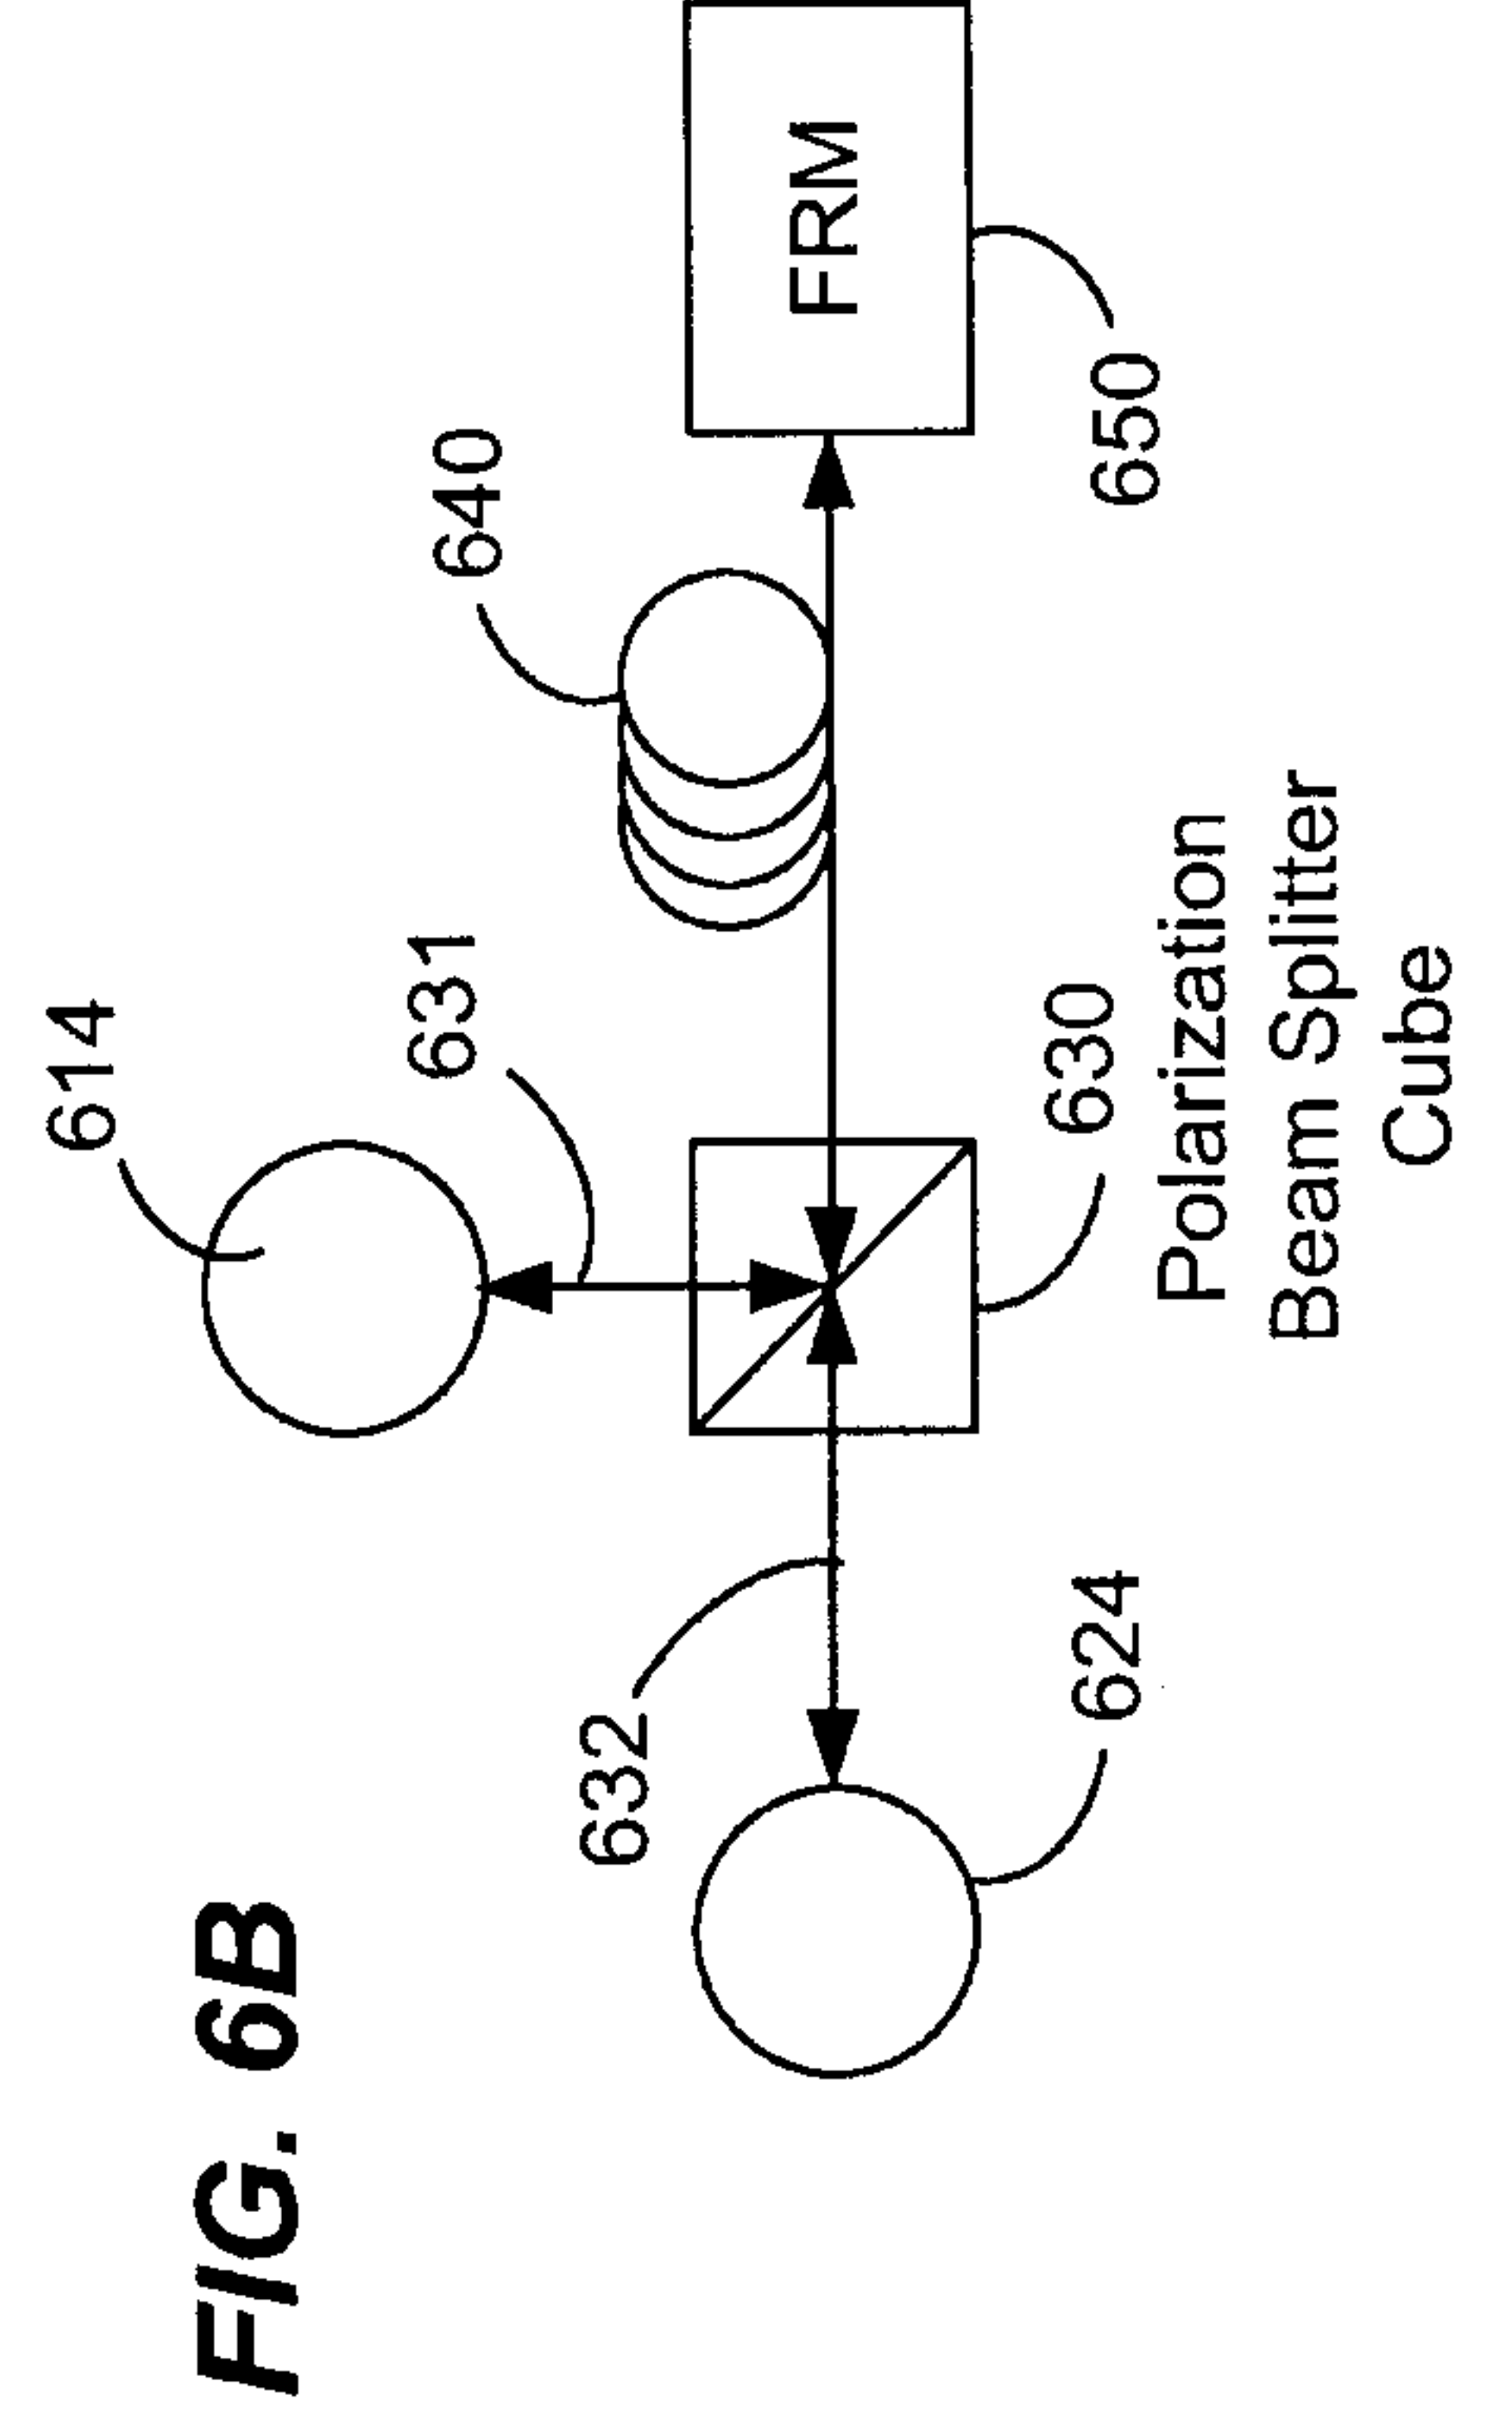 FIG. 6B
614
631
640
632
FRM
624
630
650
Polarization
Beam Splitter
Cube